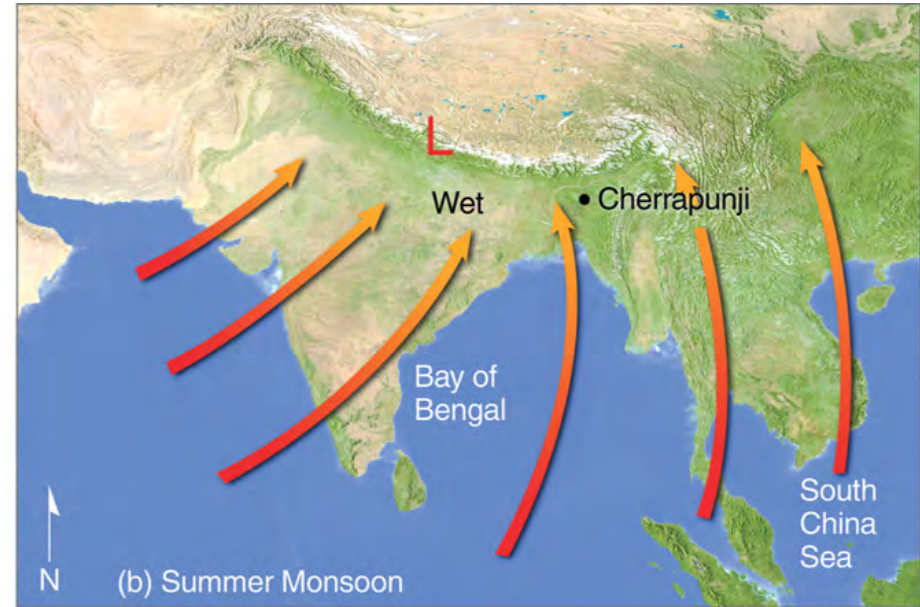 L
Wet
Cherrapunji
Bay of
Bengal
South
China
Sea
N
(b) Summer Monsoon